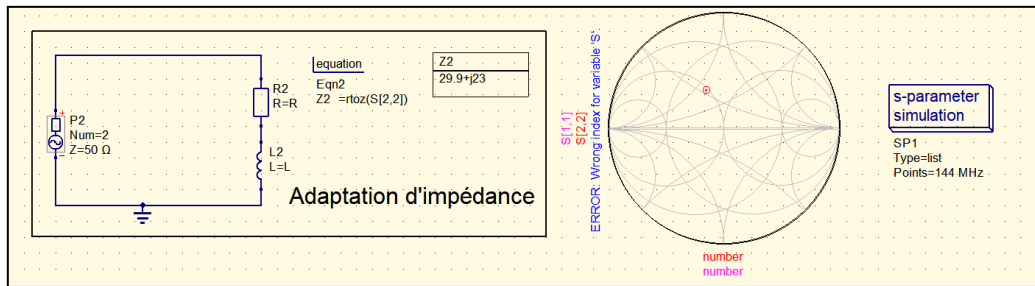 P2
Num=2
Z=50 Ω
R2
R=R
L2
L=L
equation
Eqn2
Z2 =rtoz(S[2,2])
Z2
29.9+j23
Adaptation d'impédance
S[1,1]
S[2,2]
ERROR: Wrong index for variable 'S'.
number
number
s-parameter
simulation
SP1
Type=list
Points=144 MHz